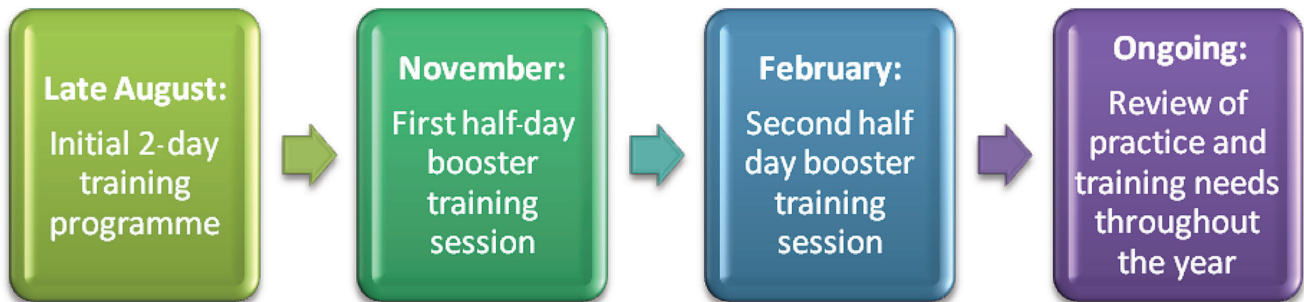 Late August:
Initial 2-day
training
programme
November:
First half-day
booster
training
session
February:
Second half
day booster
training
session
Ongoing:
Review of
practice and
training needs
throughout
the year